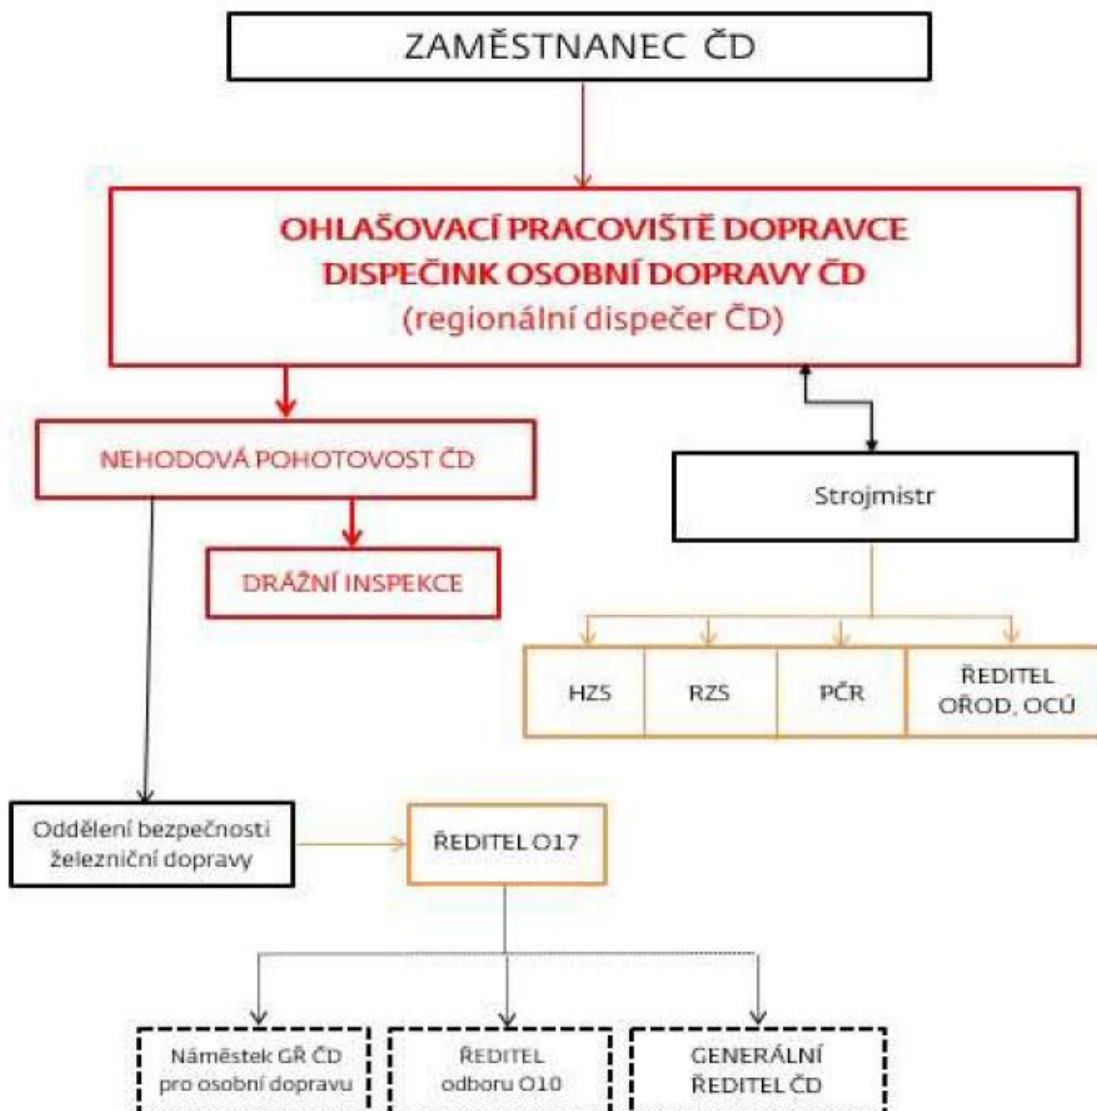 ZAMĚSTNANEC ČD
OHLAŠOVACÍ PRACOVIŠTĚ DOPRAVCE
DISPEČINK OSOBNÍ DOPRAVY ČD
(regionální dispečer ČD)
NEHODOVÁ POHOTOVOST ČD
Strojmistr
DRÁŽNÍ INSPEKCE
HZS
RZS
PČR
ŘEDITEL
OŘOD, OCÚ
Oddělení bezpečnosti
železniční dopravy
ŘEDITEL O17
Náměstek GŘ ČD
pro osobní dopravu
ŘEDITEL
odboru O10
GENERÁLNÍ
ŘEDITEL ČD